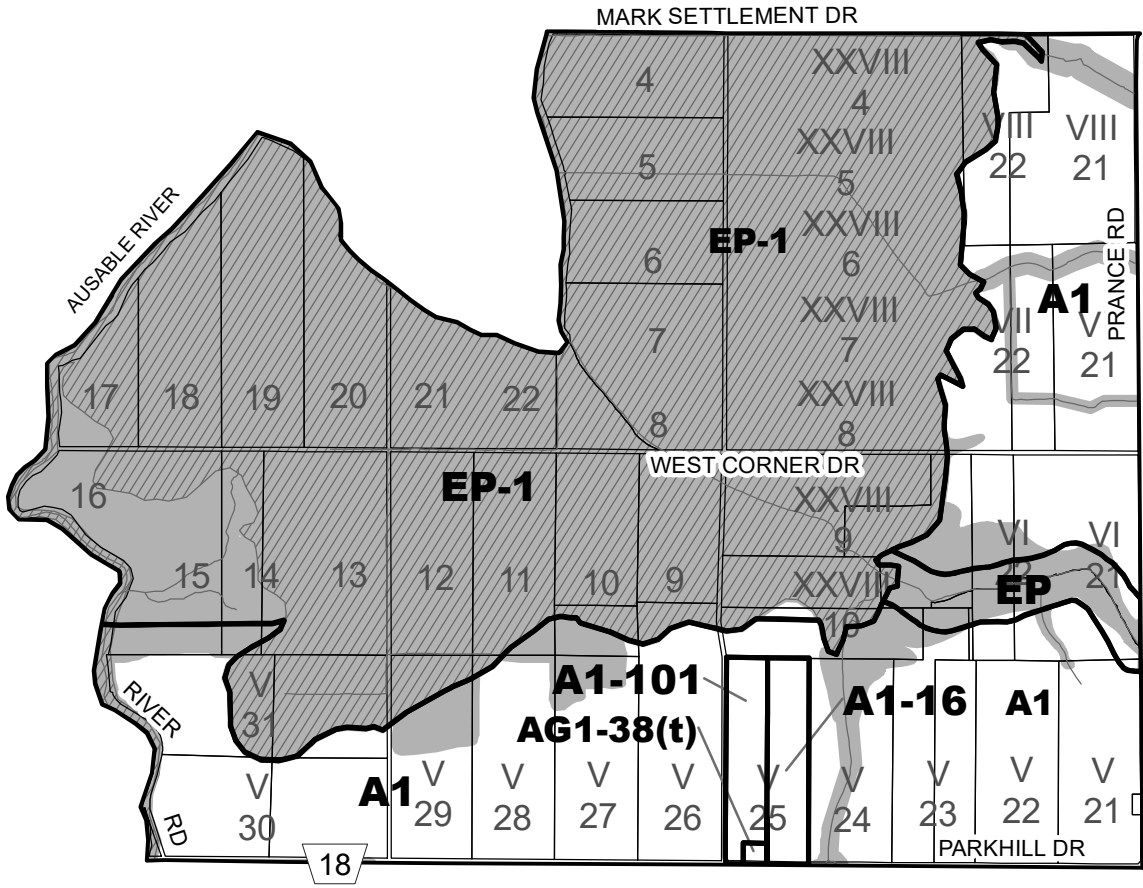 MARK SETTLEMENT DR
4
XXVIII
4
5
XXVIII
5
6
XXVIII
6
7
XXVIII
7
8
XXVIII
8
VIII
22
VIII
21
EP-1
AUSABLE RIVER
PRANCE RD
A1
VII
22
V
21
17
18
19
20
21
22
WEST CORNER DR
EP-1
16
15
14
13
12
11
10
9
XXVIII
9
XXVIII
10
VI
22
VI
21
EP
RIVER
RD
V
31
V
30
A1-101
AG1-38(t)
A1-16
A1
A1
V
29
V
28
V
27
V
26
V
25
V
24
V
23
V
22
V
21
PARKHILL DR
18